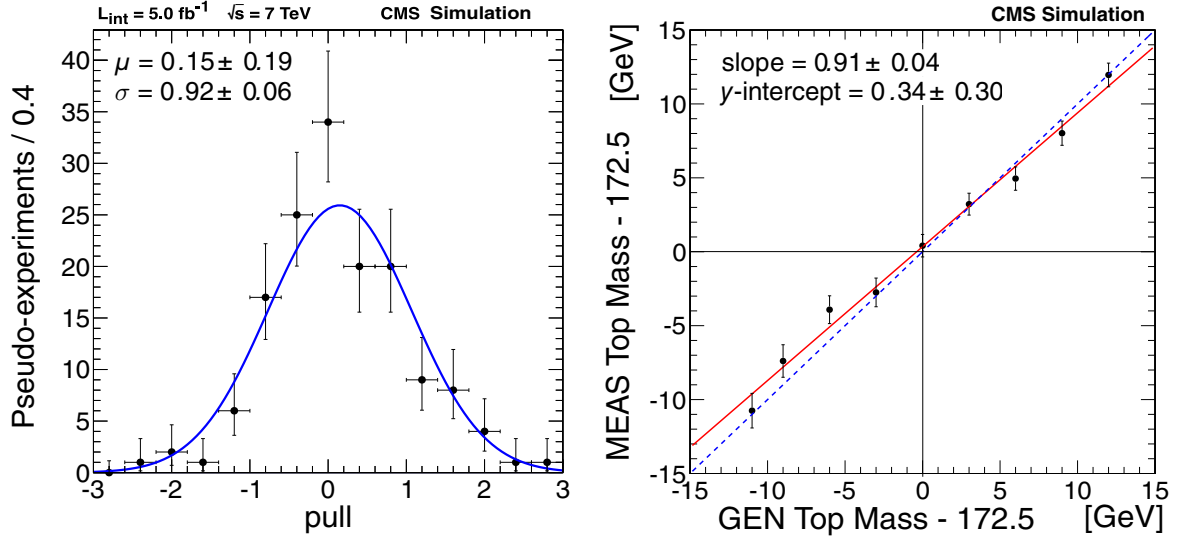 L_int = 5.0 fb⁻¹ √s = 7 TeV CMS Simulation
μ = 0.15± 0.19
σ = 0.92± 0.06
Pseudo-experiments / 0.4
40
35
30
25
20
15
10
5
0
-3 -2 -1 0 1 2 3
pull
CMS Simulation
slope = 0.91± 0.04
y-intercept = 0.34± 0.30
MEAS Top Mass - 172.5 [GeV]
15
10
5
0
-5
-10
-15
-15 -10 -5 0 5 10 15
GEN Top Mass - 172.5 [GeV]